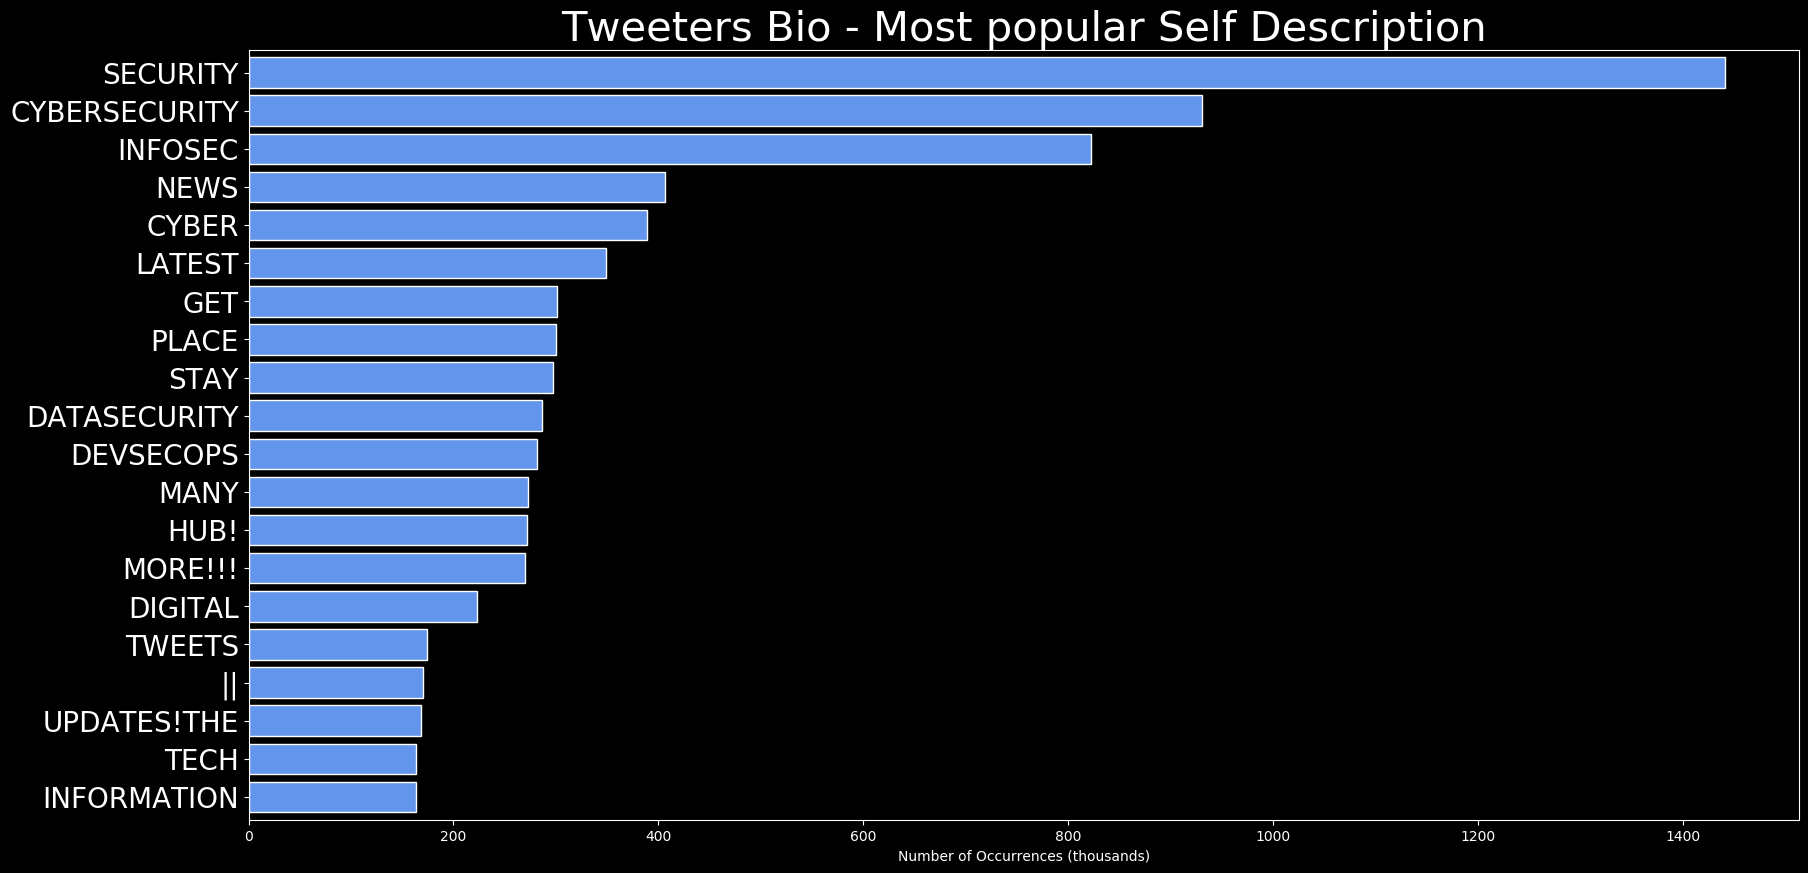 Tweeters Bio - Most popular Self Description
SECURITY
CYBERSECURITY
INFOSEC
NEWS
CYBER
LATEST
GET
PLACE
STAY
DATASECURITY
DEVSECOPS
MANY
HUB!
MORE!!!
DIGITAL
TWEETS
||
UPDATES!THE
TECH
INFORMATION
0 200 400 600 800 1000 1200 1400
Number of Occurrences (thousands)